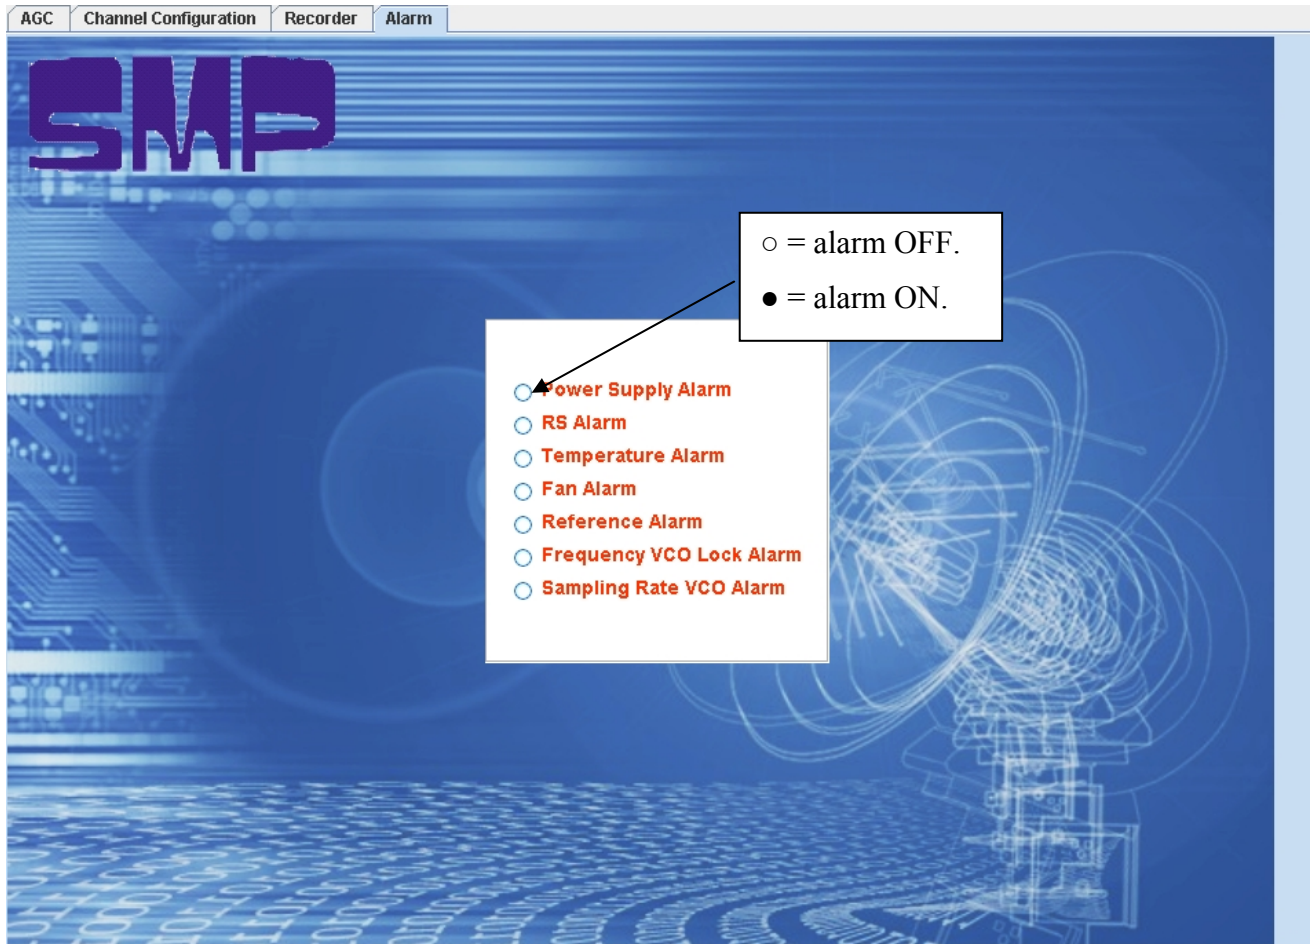 AGC Channel Configuration Recorder Alarm
SMP
○ = alarm OFF.
● = alarm ON.
Power Supply Alarm
RS Alarm
Temperature Alarm
Fan Alarm
Reference Alarm
Frequency VCO Lock Alarm
Sampling Rate VCO Alarm